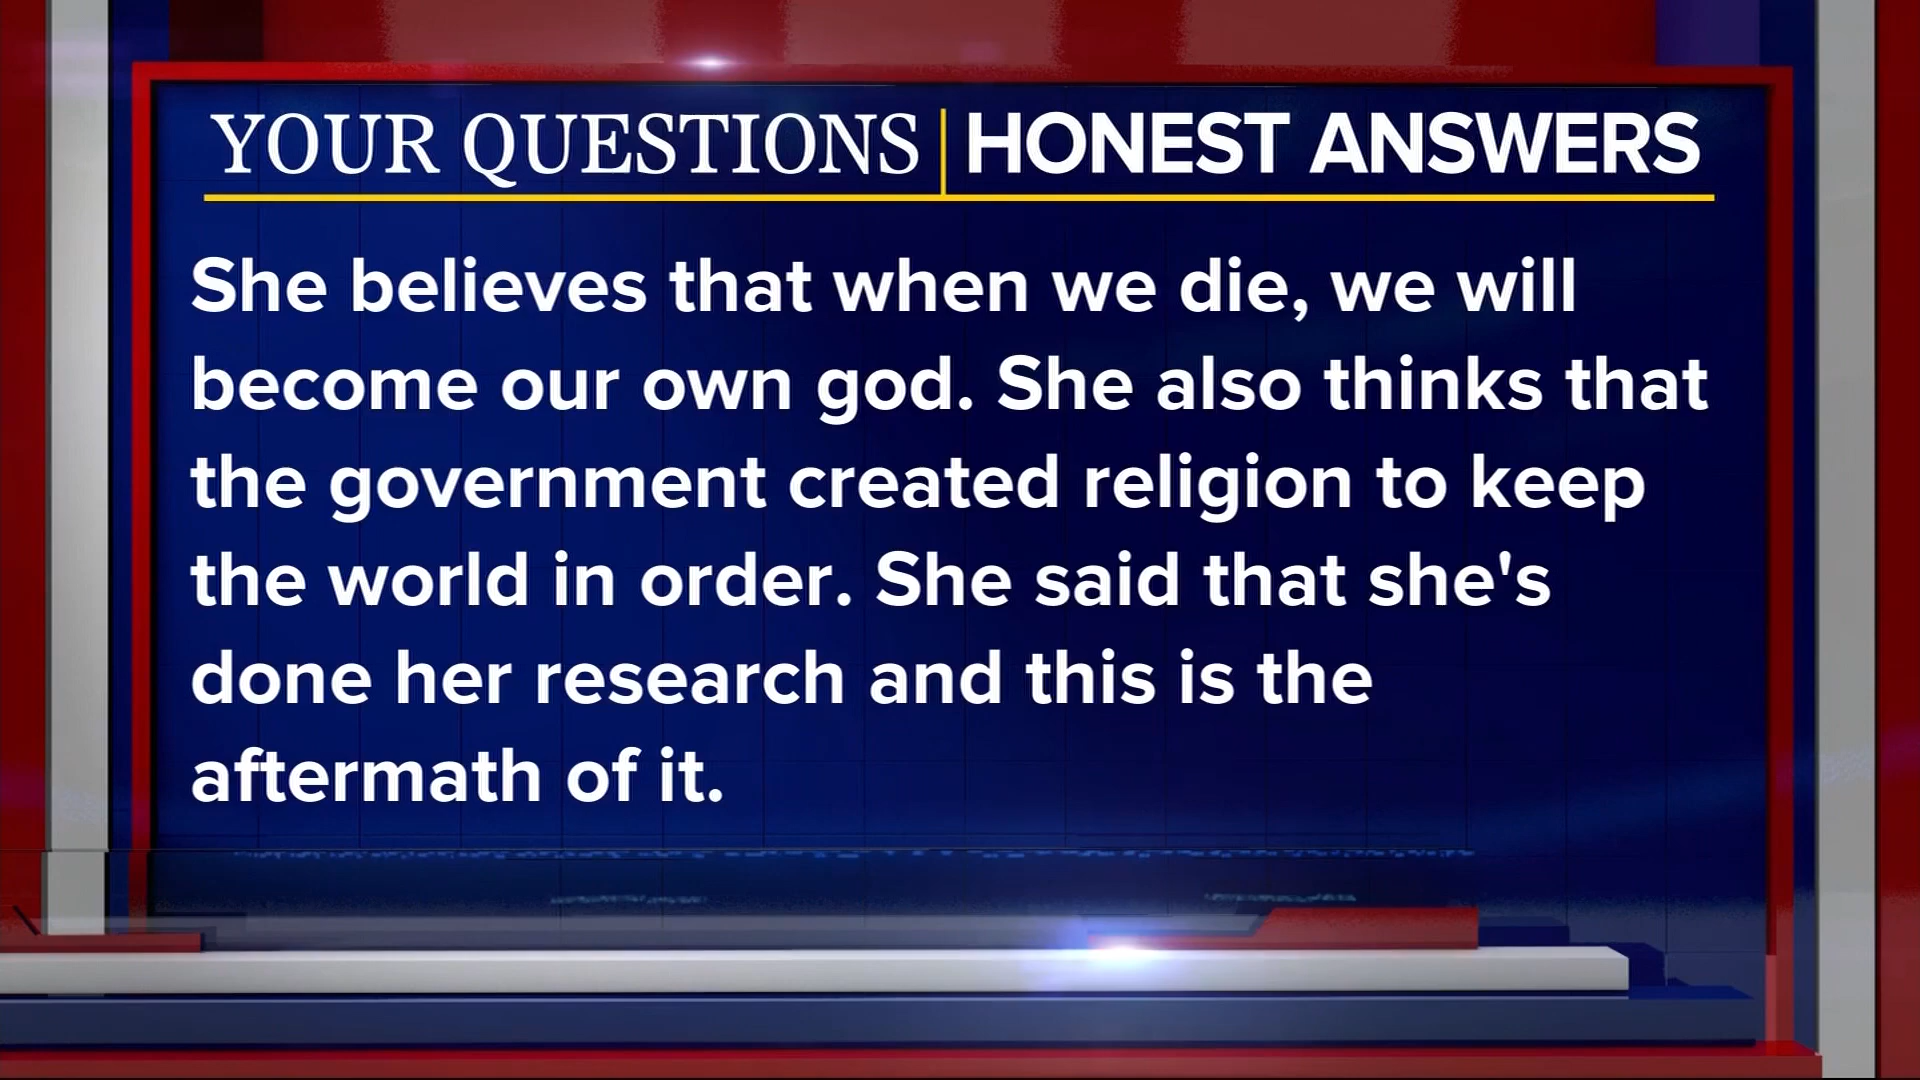 YOUR QUESTIONS | HONEST ANSWERS
She believes that when we die, we will
become our own god. She also thinks that
the government created religion to keep
the world in order. She said that she's
done her research and this is the
aftermath of it.